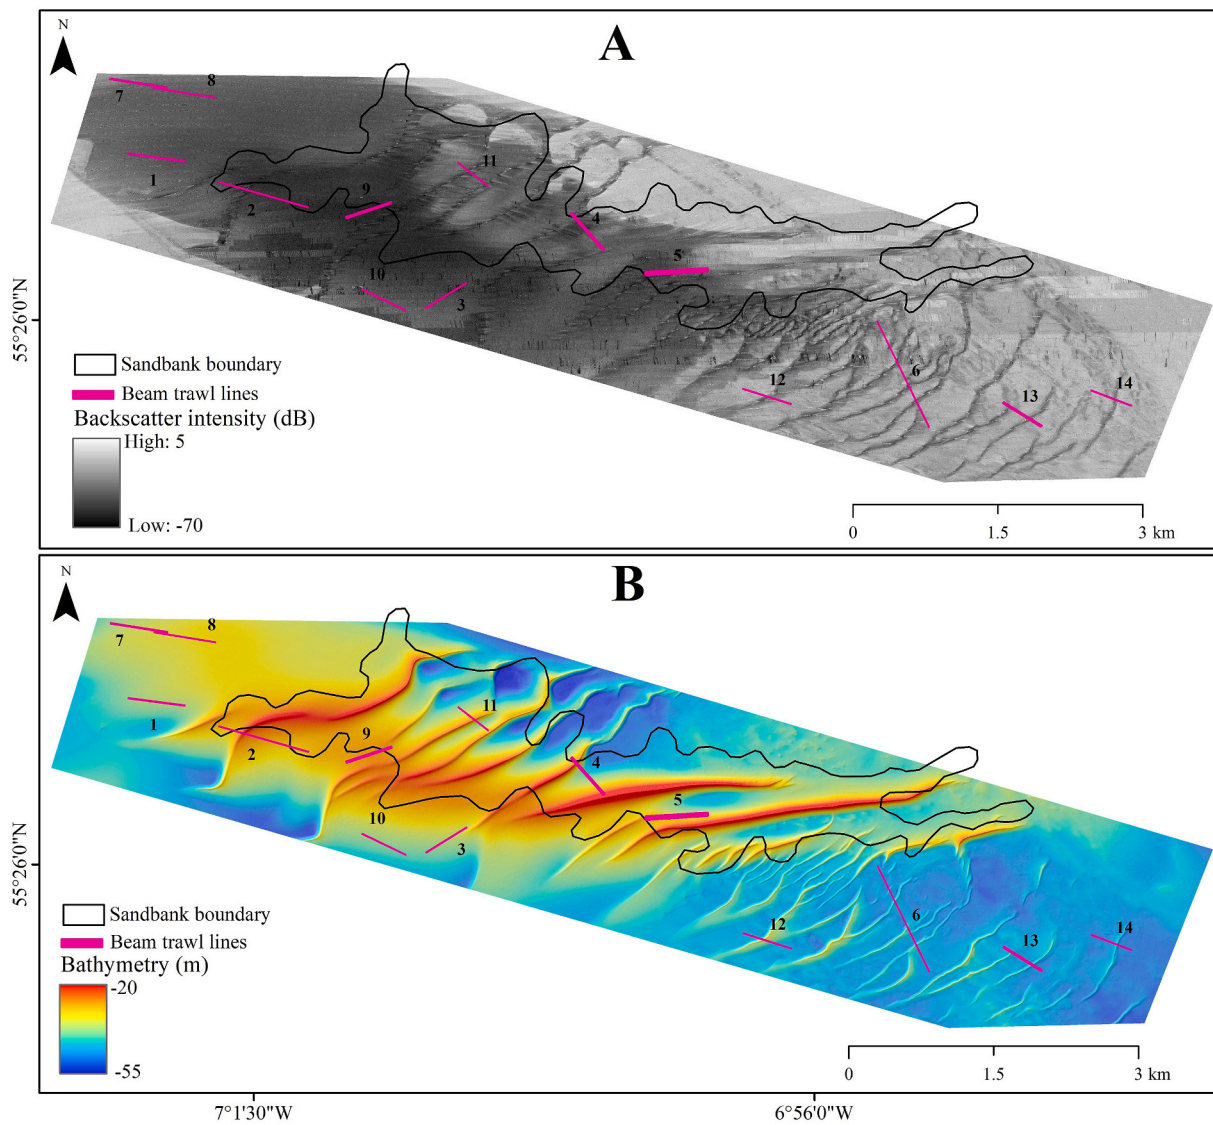 A
N
8
7
1
11
2
9
4
5
10
3
55°26'0"N
6
12
13
14
Sandbank boundary
Beam trawl lines
Backscatter intensity (dB)
High: 5
Low: -70
0 1.5 3 km
B
N
8
7
1
11
2
9
4
5
10
3
55°26'0"N
6
12
13
14
Sandbank boundary
Beam trawl lines
Bathymetry (m)
-20
-55
0 1.5 3 km
7°1'30"W 6°56'0"W